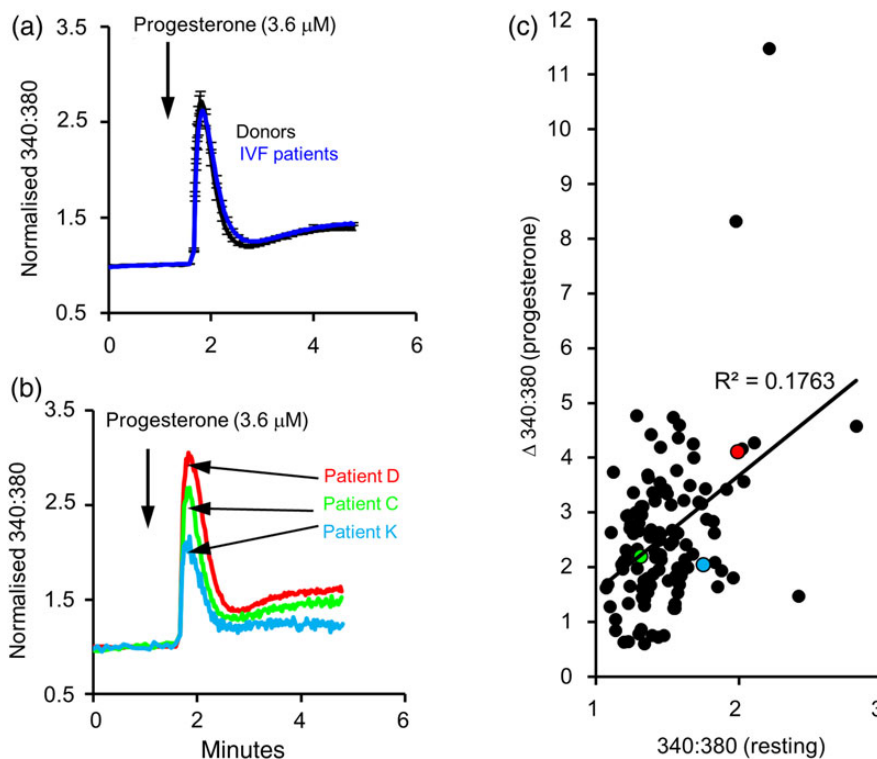 (a)
Progesterone (3.6 μM)
3.5
2.5
1.5
0.5
Normalised 340:380
Donors
IVF patients
0
2
4
6
(b)
Progesterone (3.6 μM)
3.5
2.5
1.5
0.5
Normalised 340:380
Patient D
Patient C
Patient K
0
2
4
6
Minutes
(c)
12
11
10
9
8
7
6
5
4
3
2
1
0
Δ 340:380 (progesterone)
R² = 0.1763
1
2
3
340:380 (resting)